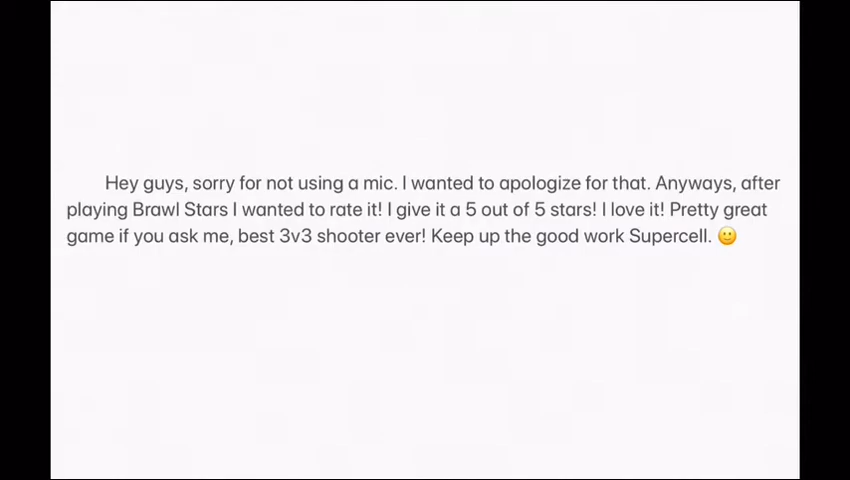 Hey guys, sorry for not using a mic. I wanted to apologize for that. Anyways, after
playing Brawl Stars I wanted to rate it! I give it a 5 out of 5 stars! I love it! Pretty great
game if you ask me, best 3v3 shooter ever! Keep up the good work Supercell. 🙂